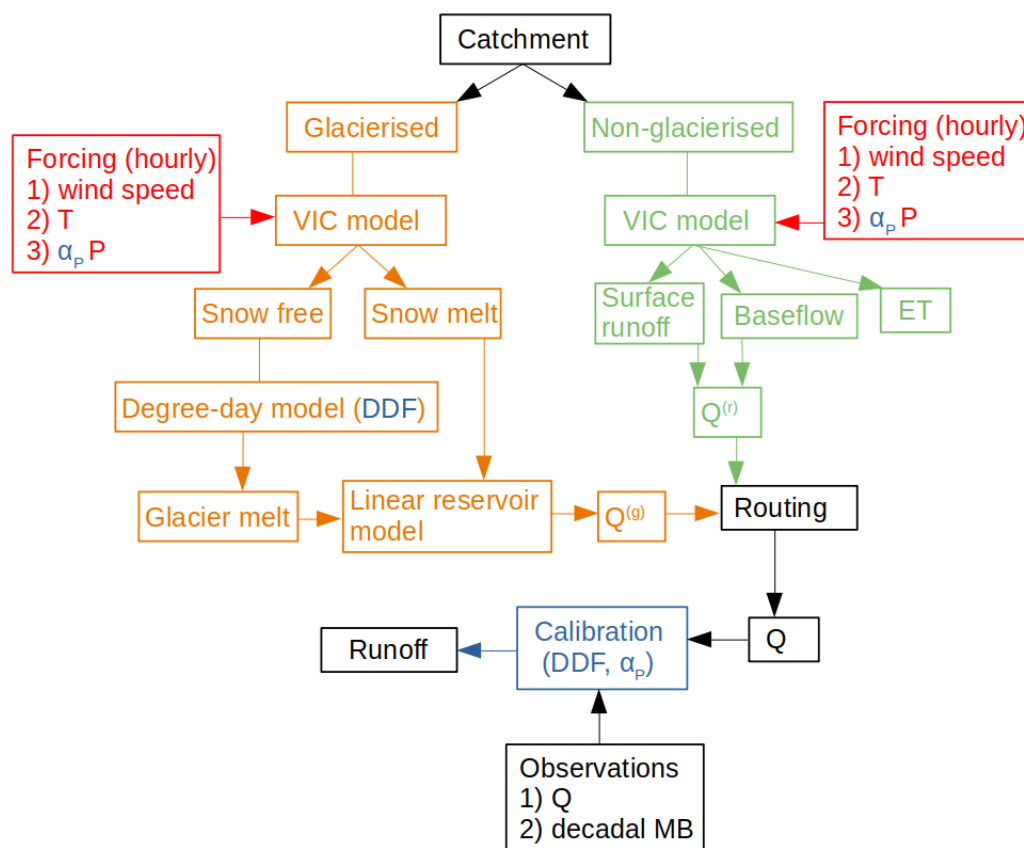 Catchment
Glacierised
Non-glacierised
Forcing (hourly)
1) wind speed
2) T
3) αₚ P
Forcing (hourly)
1) wind speed
2) T
3) αₚ P
VIC model
VIC model
Snow free
Snow melt
Surface
runoff
Baseflow
ET
Degree-day model (DDF)
Q⁽ʳ⁾
Glacier melt
Linear reservoir
model
Q⁽ᵍ⁾
Routing
Runoff
Calibration
(DDF, αₚ)
Q
Observations
1) Q
2) decadal MB